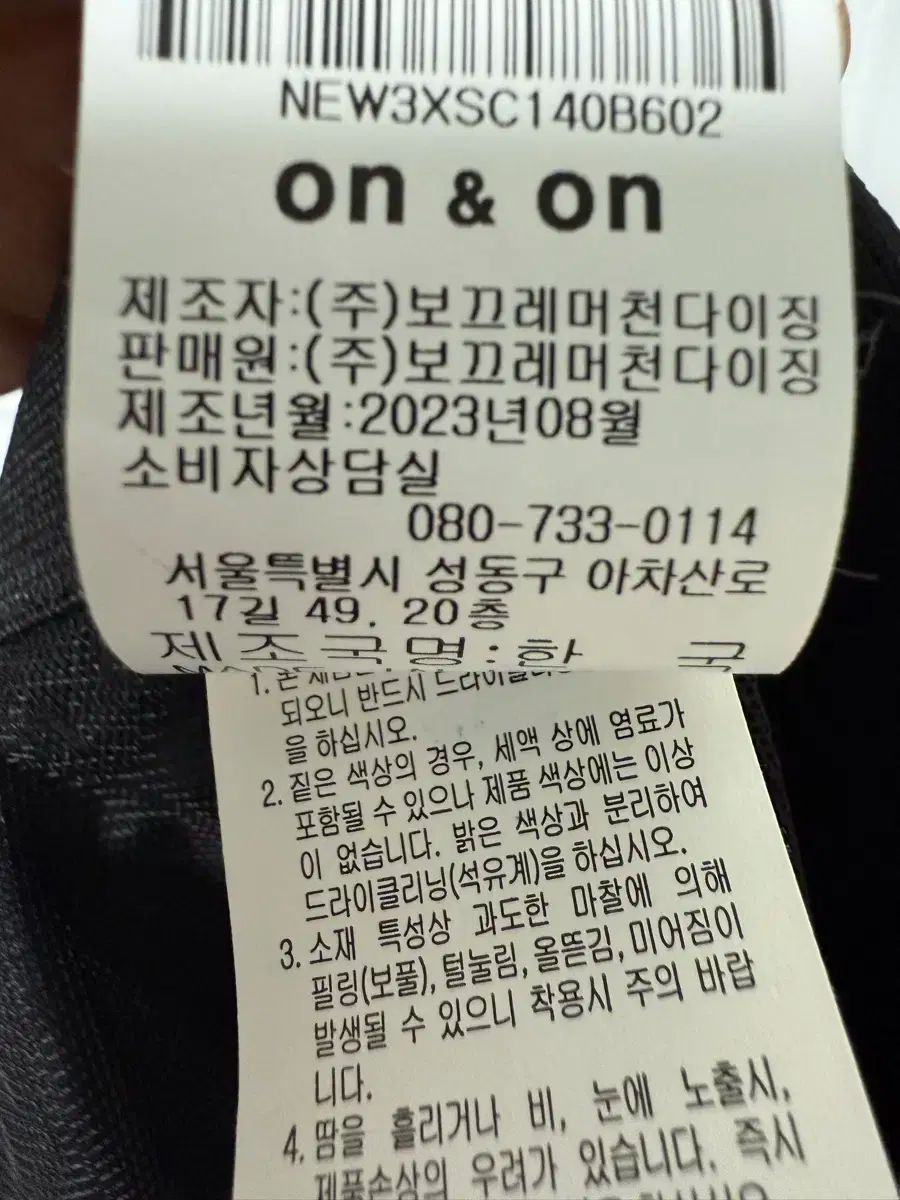 NEW3XSC140B602
on & on
제조자:(주)보끄레머천다이징
판매원:(주)보끄레머천다이징
제조년월:2023년08월
소비자상담실
080-733-0114
서울특별시 성동구 아차산로
17길 49, 20층
제조국명:한 국
1. 본
되오니 반드시 드라이클리닝
을 하십시오.
2. 짙은 색상의 경우, 세액 상에 염료가
포함될 수 있으나 제품 색상에는 이상
이 없습니다. 밝은 색상과 분리하여
드라이클리닝(석유계)을 하십시오.
3. 소재 특성상 과도한 마찰에 의해
필링(보풀), 털눌림, 올뜯김, 미어짐이
발생될 수 있으니 착용시 주의 바랍
니다.
4. 땀을 흘리거나 비, 눈에 노출시,
제품손상의 우려가 있습니다. 즉시